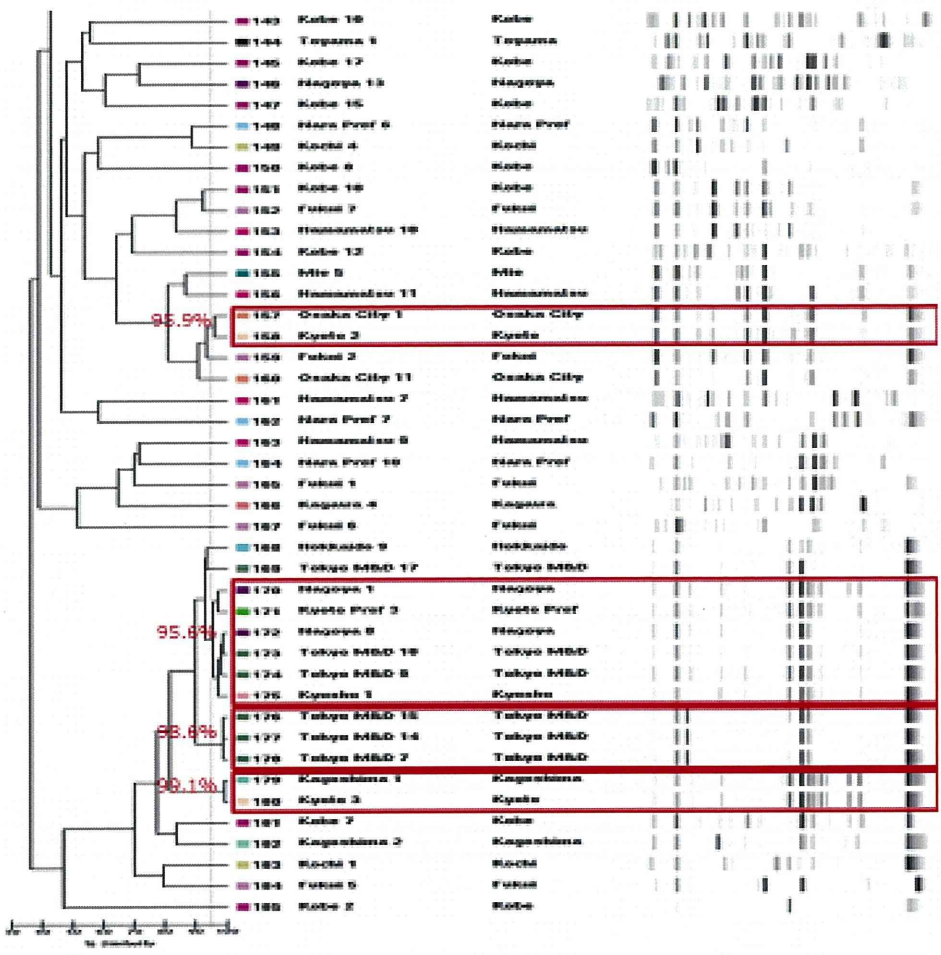 143 Kobe 16 Kobe
144 Toyama 1 Toyama
145 Kobe 17 Kobe
146 Nagoya 13 Nagoya
147 Kobe 15 Kobe
148 Nara Pref 6 Nara Pref
149 Kochi 4 Kochi
150 Kobe 8 Kobe
151 Kobe 10 Kobe
152 Fukui 7 Fukui
153 Hamamatsu 10 Hamamatsu
154 Kobe 12 Kobe
155 Mie 5 Mie
156 Hamamatsu 11 Hamamatsu
95.9% 157 Osaka City 1 Osaka City
158 Kyoto 2 Kyoto
159 Fukui 2 Fukui
160 Osaka City 11 Osaka City
161 Hamamatsu 7 Hamamatsu
162 Nara Pref 7 Nara Pref
163 Hamamatsu 9 Hamamatsu
164 Nara Pref 10 Nara Pref
165 Fukui 1 Fukui
166 Kagawa 4 Kagawa
167 Fukui 6 Fukui
168 Hokkaido 9 Hokkaido
169 Tokyo M&D 17 Tokyo M&D
170 Nagoya 1 Nagoya
171 Kyoto Pref 3 Kyoto Pref
95.6% 172 Nagoya 8 Nagoya
173 Tokyo M&D 10 Tokyo M&D
174 Tokyo M&D 8 Tokyo M&D
175 Kyushu 1 Kyushu
176 Tokyo M&D 15 Tokyo M&D
98.6% 177 Tokyo M&D 14 Tokyo M&D
178 Tokyo M&D 7 Tokyo M&D
99.1% 179 Kagoshima 1 Kagoshima
180 Kyoto 3 Kyoto
181 Kobe 7 Kobe
182 Kagoshima 2 Kagoshima
183 Kochi 1 Kochi
184 Fukui 5 Fukui
185 Kobe 2 Kobe
100
% Similarity